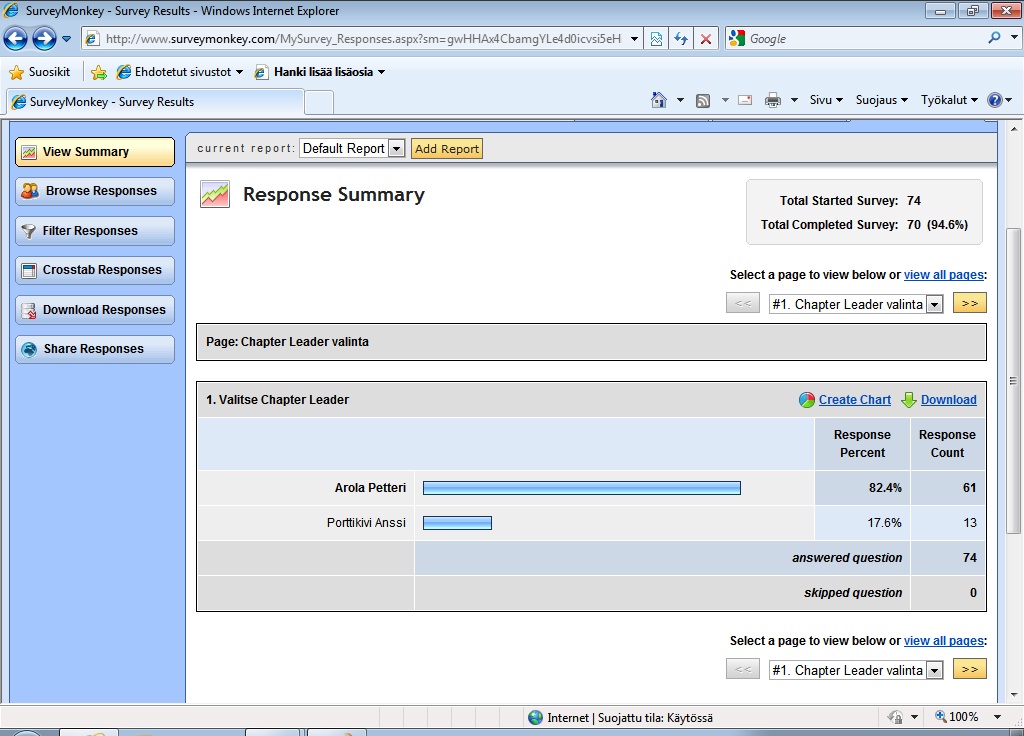 SurveyMonkey - Survey Results - Windows Internet Explorer
http://www.surveymonkey.com/MySurvey_Responses.aspx?sm=gwHHAx4CbamgYLe4d0icvsi5eH
Google
Suosikit
Ehdotetut sivustot
Hanki lisää lisäosia
SurveyMonkey - Survey Results
Sivu
Suojaus
Työkalut
View Summary
Browse Responses
Filter Responses
Crosstab Responses
Download Responses
Share Responses
current report: Default Report Add Report
Response Summary
Total Started Survey: 74
Total Completed Survey: 70 (94.6%)
Select a page to view below or view all pages:
<< #1. Chapter Leader valinta >>
Page: Chapter Leader valinta
1. Valitse Chapter Leader Create Chart Download
Response Percent Response Count
Arola Petteri 82.4% 61
Porttikivi Anssi 17.6% 13
answered question 74
skipped question 0
Select a page to view below or view all pages:
<< #1. Chapter Leader valinta >>
Internet | Suojattu tila: Käytössä 100%